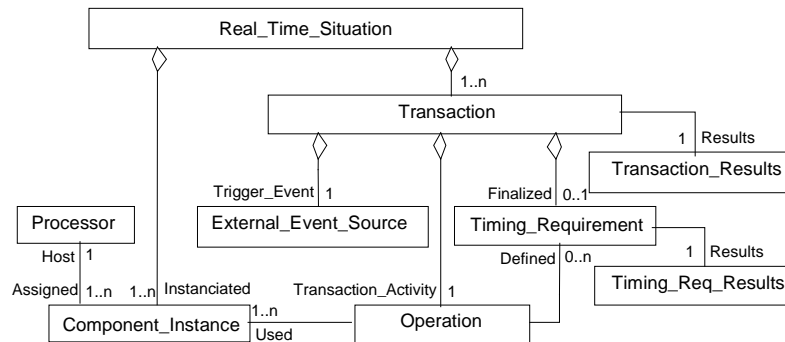 Real_Time_Situation
1..n
Transaction
1 Results
Transaction_Results
Trigger_Event 1
Finalized 0..1
Processor
External_Event_Source
Timing_Requirement
Host 1
Defined 0..n
1 Results
Timing_Req_Results
Assigned 1..n
1..n Instanciated
Transaction_Activity 1
Component_Instance
1..n
Used
Operation